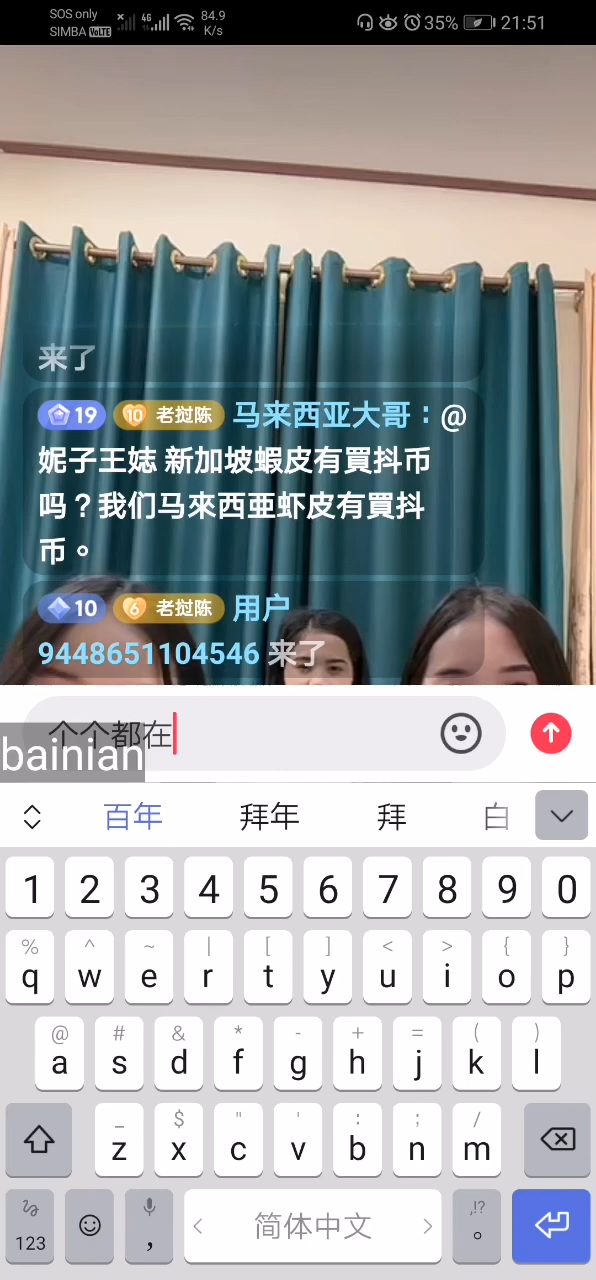 SOS only
SIMBA VoLTE
4G
84.9
K/s
35%
21:51
来了
19 10 老挝陈 马来西亚大哥：@
妮子王婊 新加坡蝦皮有買抖币
吗？我们马來西亜虾皮有買抖
币。
10 6 老挝陈 用户
9448651104546 来了
个个都在
bainian
百年 拜年 拜 白
1 2 3 4 5 6 7 8 9 0
% ^ ~ | [ ] < > { }
q w e r t y u i o p
@ # & * - + = ( )
a s d f g h j k l
_ $ " ' : ; /
z x c v b n m
,!?
123 , < 简体中文 > 。